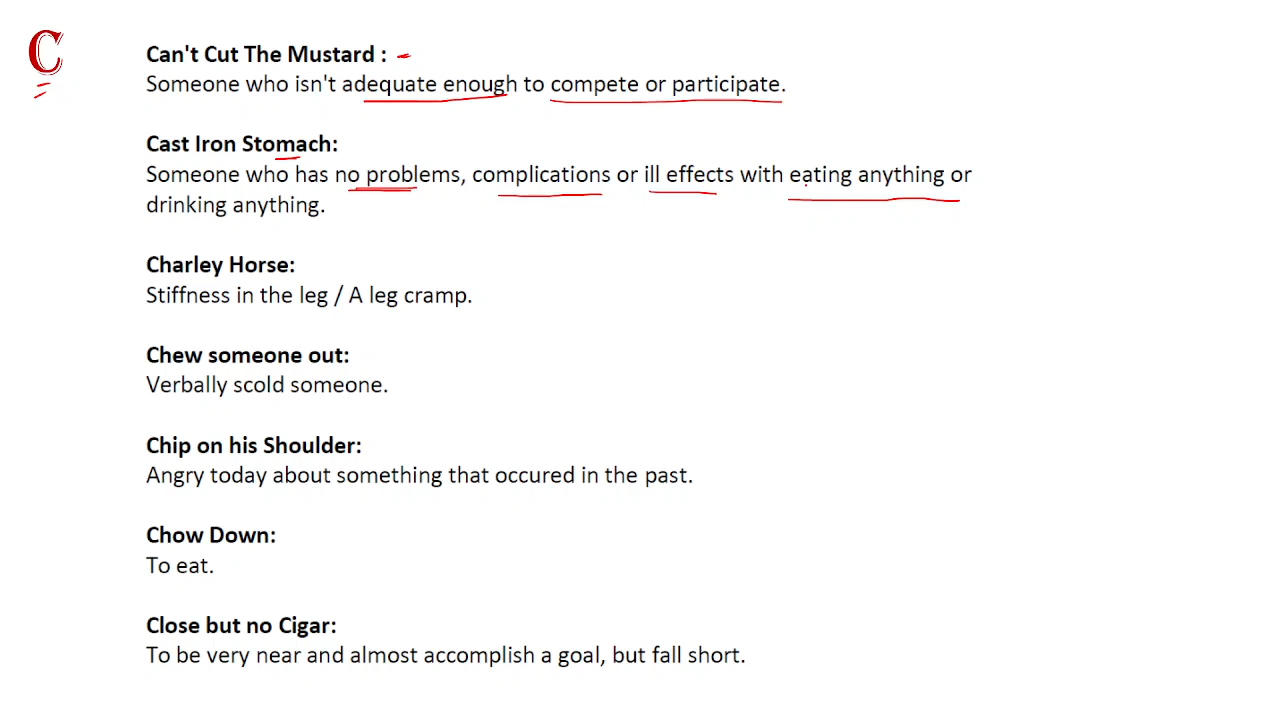 C
Can't Cut The Mustard :
Someone who isn't adequate enough to compete or participate.
Cast Iron Stomach:
Someone who has no problems, complications or ill effects with eating anything or
drinking anything.
Charley Horse:
Stiffness in the leg / A leg cramp.
Chew someone out:
Verbally scold someone.
Chip on his Shoulder:
Angry today about something that occured in the past.
Chow Down:
To eat.
Close but no Cigar:
To be very near and almost accomplish a goal, but fall short.